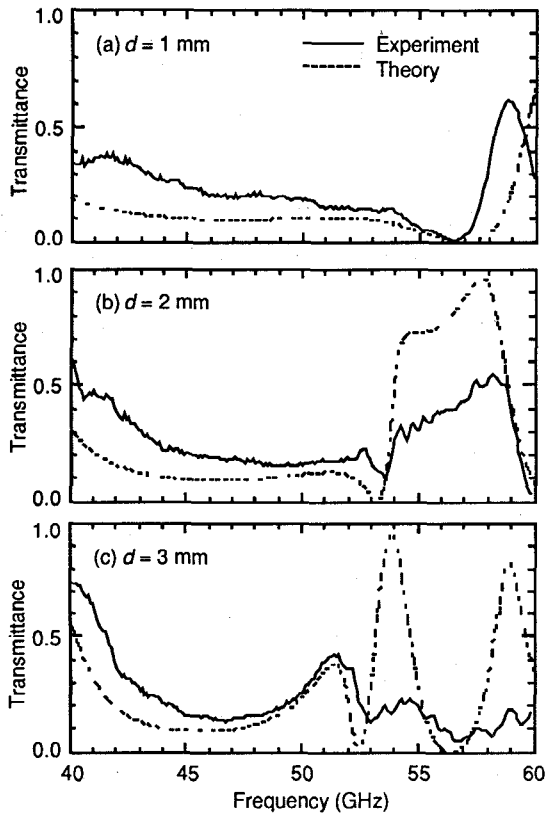 1.0
(a) d = 1 mm
Experiment
Theory
Transmittance
0.5
0.0
1.0
(b) d = 2 mm
Transmittance
0.5
0.0
1.0
(c) d = 3 mm
Transmittance
0.5
0.0
40 45 50 55 60
Frequency (GHz)